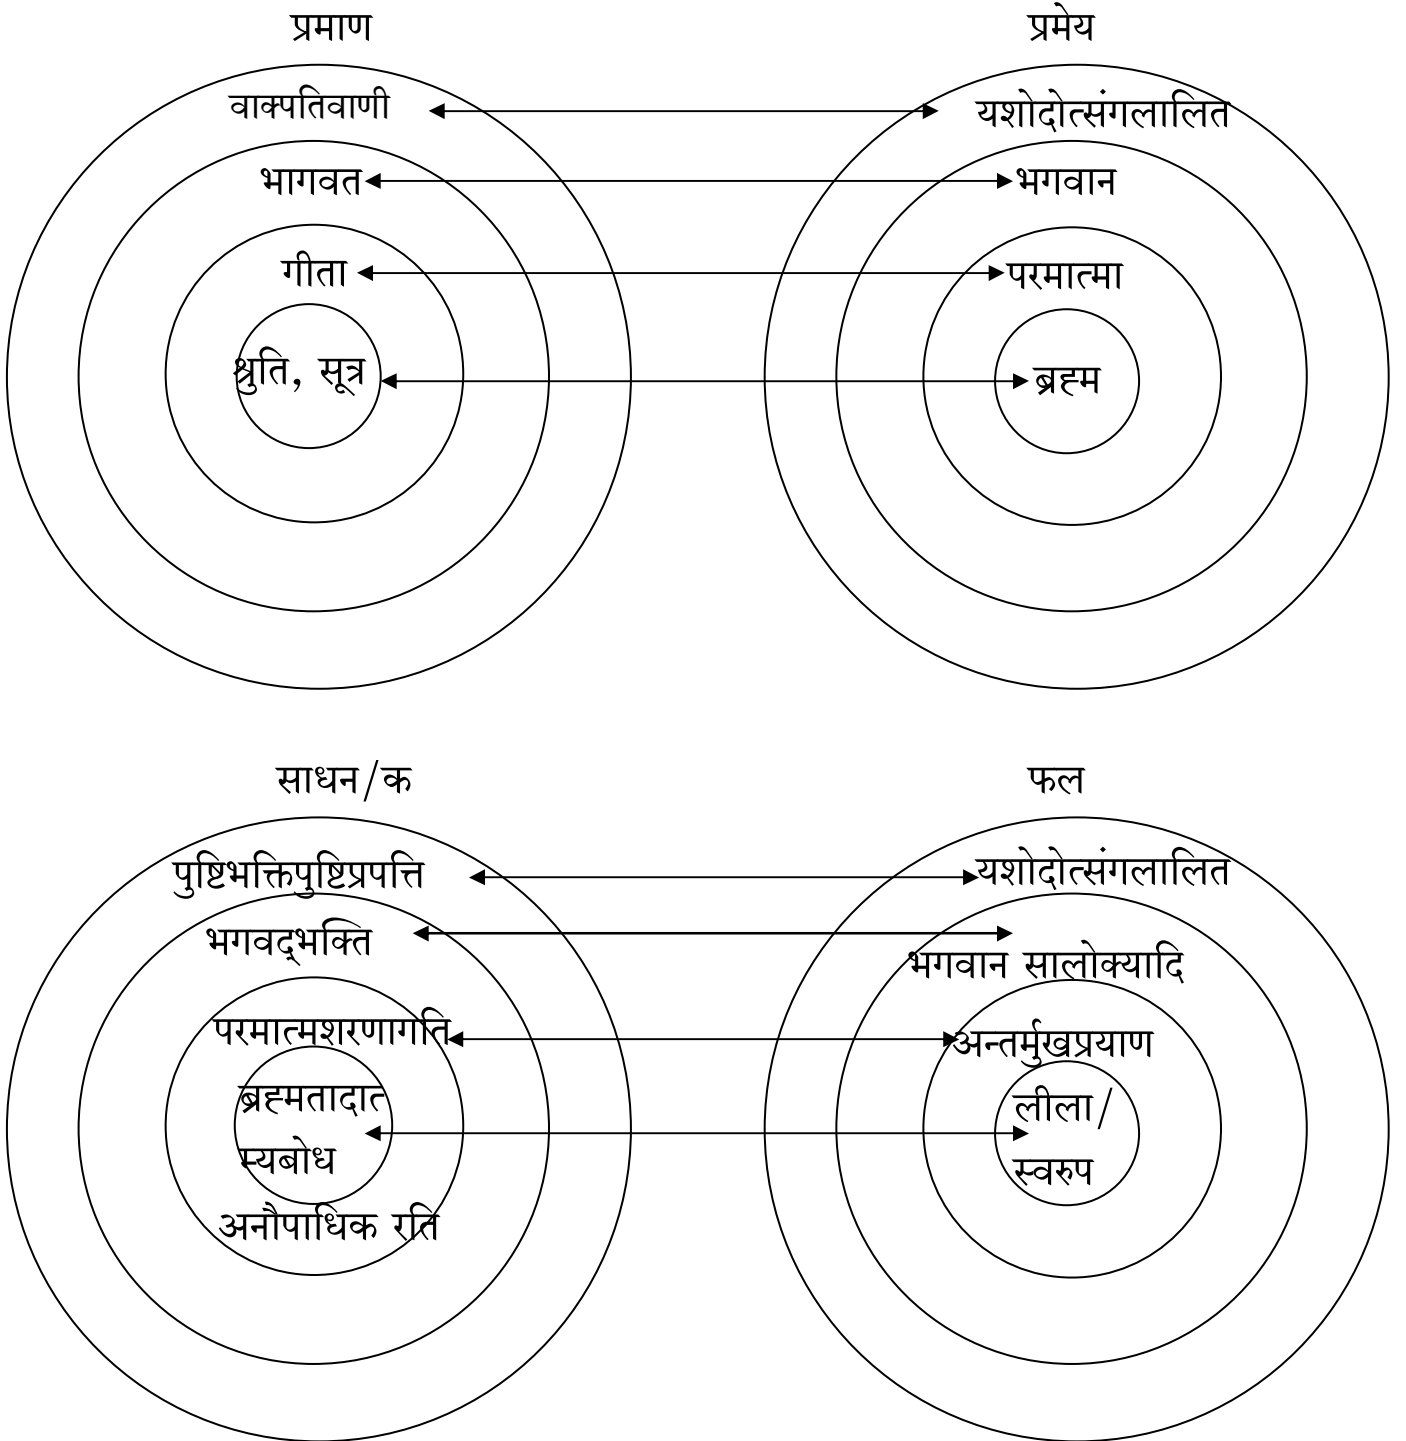 प्रमाण
प्रमेय
वाक्पतिवाणी
यशोदोत्संगलालित
भागवत
भगवान
गीता
परमात्मा
श्रुति, सूत्र
ब्रह्म
साधन/क
फल
पुष्टिभक्तिपुष्टिप्रपत्ति
यशोदोत्संगलालित
भगवद्‌भक्ति
भगवान सालोक्यादि
परमात्मशरणागति
अन्तर्मुखप्रयाण
ब्रह्मतादात
म्यबोध
लीला/
स्वरुप
अनौपाधिक रति